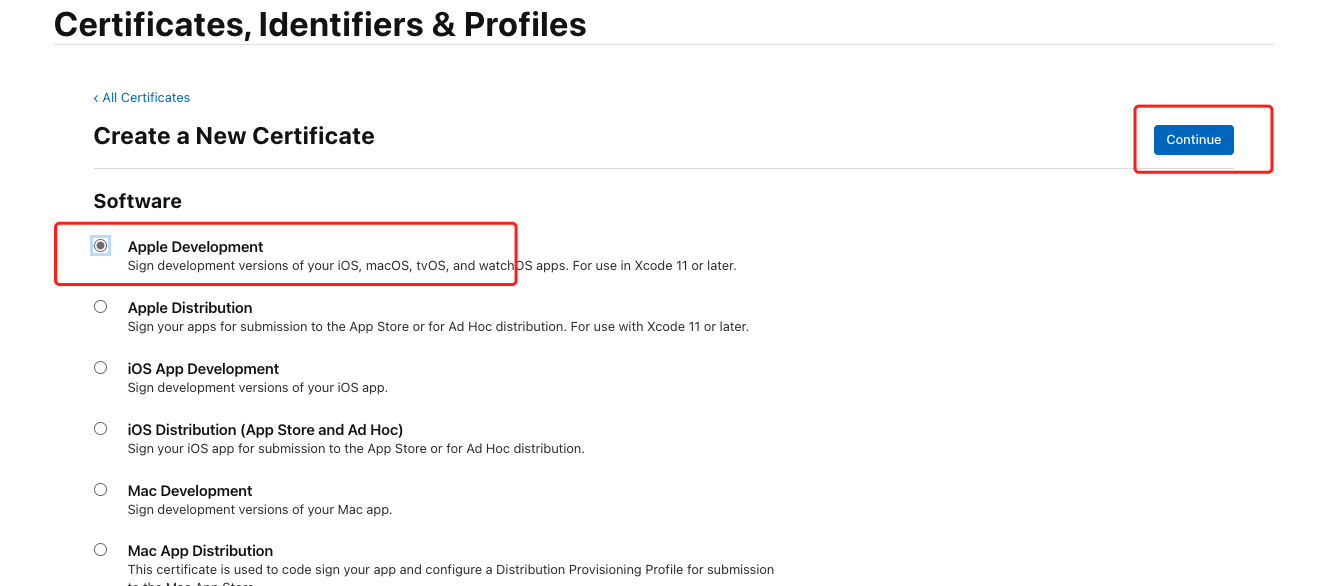 Certificates, Identifiers & Profiles
‹ All Certificates
Create a New Certificate
Continue
Software
Apple Development
Sign development versions of your iOS, macOS, tvOS, and watchOS apps. For use in Xcode 11 or later.
Apple Distribution
Sign your apps for submission to the App Store or for Ad Hoc distribution. For use with Xcode 11 or later.
iOS App Development
Sign development versions of your iOS app.
iOS Distribution (App Store and Ad Hoc)
Sign your iOS app for submission to the App Store or for Ad Hoc distribution.
Mac Development
Sign development versions of your Mac app.
Mac App Distribution
This certificate is used to code sign your app and configure a Distribution Provisioning Profile for submission
to the Mac App Store.